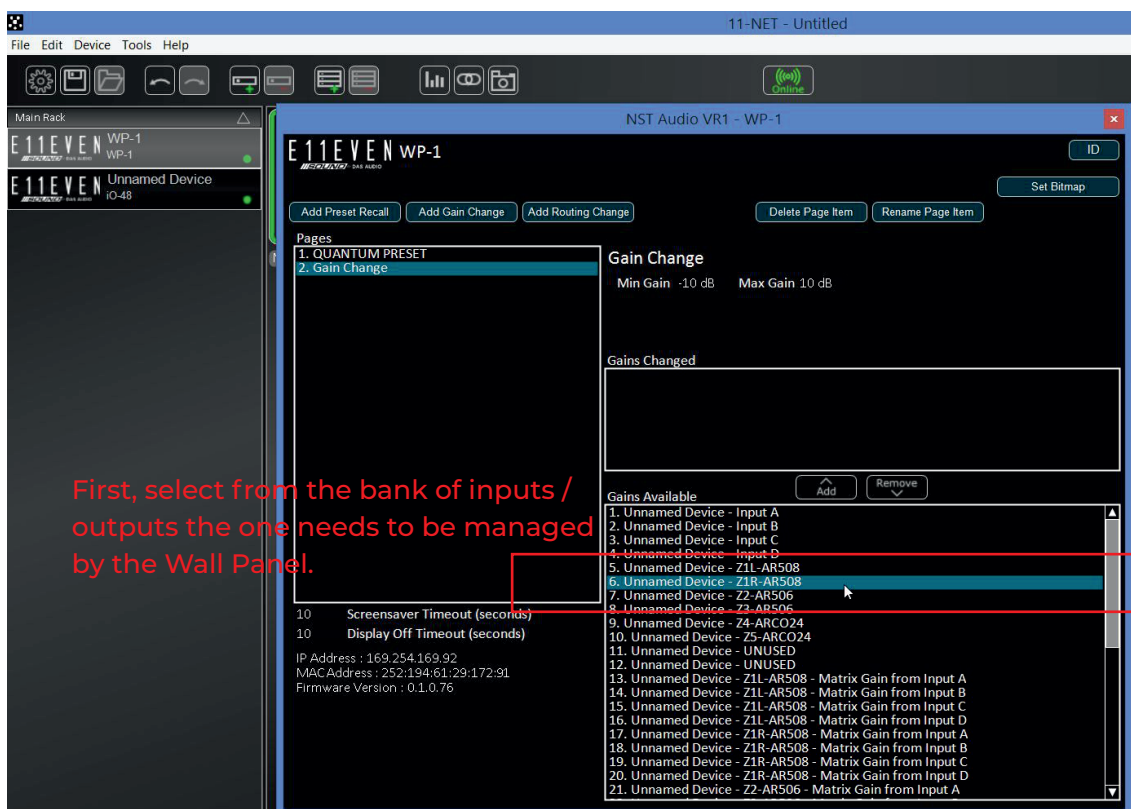 11-NET - Untitled
File Edit Device Tools Help
((•)) Online
Main Rack
E11EVEN WP-1
SOUND DAS AUDIO WP-1
E11EVEN Unnamed Device
SOUND DAS AUDIO iO-48
NST Audio VR1 - WP-1
x
E11EVEN WP-1
SOUND DAS AUDIO
ID
Set Bitmap
Add Preset Recall Add Gain Change Add Routing Change Delete Page Item Rename Page Item
Pages
1. QUANTUM PRESET
2. Gain Change
Gain Change
Min Gain -10 dB Max Gain 10 dB
Gains Changed
First, select from the bank of inputs /
outputs the one needs to be managed
by the Wall Panel.
Gains Available
Add Remove
1. Unnamed Device - Input A
2. Unnamed Device - Input B
3. Unnamed Device - Input C
4. Unnamed Device - Input D
5. Unnamed Device - Z1L-AR508
6. Unnamed Device - Z1R-AR508
7. Unnamed Device - Z2-AR506
8. Unnamed Device - Z3-AR506
9. Unnamed Device - Z4-ARCO24
10. Unnamed Device - Z5-ARCO24
11. Unnamed Device - UNUSED
12. Unnamed Device - UNUSED
13. Unnamed Device - Z1L-AR508 - Matrix Gain from Input A
14. Unnamed Device - Z1L-AR508 - Matrix Gain from Input B
15. Unnamed Device - Z1L-AR508 - Matrix Gain from Input C
16. Unnamed Device - Z1L-AR508 - Matrix Gain from Input D
17. Unnamed Device - Z1R-AR508 - Matrix Gain from Input A
18. Unnamed Device - Z1R-AR508 - Matrix Gain from Input B
19. Unnamed Device - Z1R-AR508 - Matrix Gain from Input C
20. Unnamed Device - Z1R-AR508 - Matrix Gain from Input D
21. Unnamed Device - Z2-AR506 - Matrix Gain from Input A
10 Screensaver Timeout (seconds)
10 Display Off Timeout (seconds)
IP Address : 169.254.169.92
MAC Address : 252:194:61:29:172:91
Firmware Version : 0.1.0.76